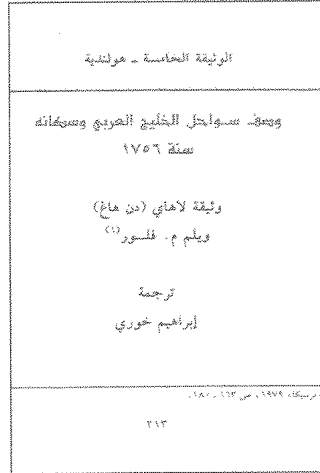 الوثيقة الخامسة ـ هولندية
وصف سواحل الخليج العربي وسكانه
سنة ١٧٥٦
وثيقة لاهاي (دن هاغ)
ويلم م. فلسور (١)
ترجمة
إبراهيم خوري
برسيكا، ١٩٧٩، ص ١٦٣ ـ ١٨٠.
٢١٣